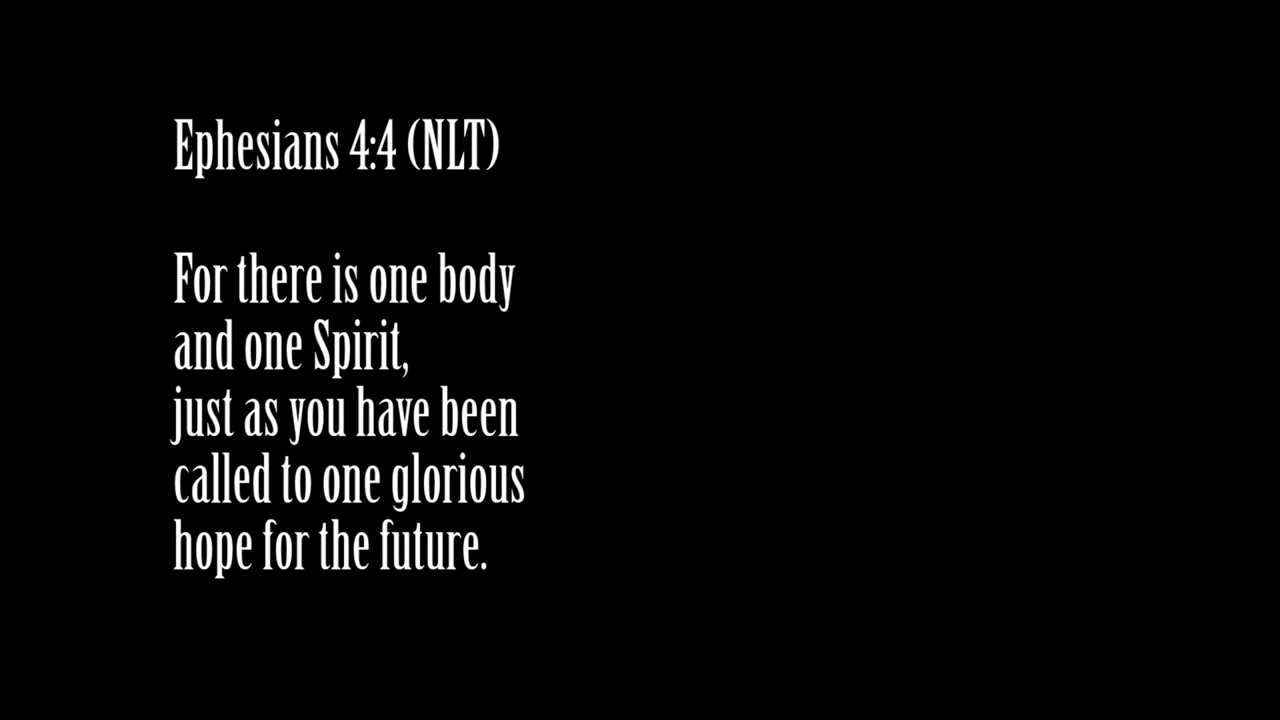 Ephesians 4:4 (NLT)
For there is one body
and one Spirit,
just as you have been
called to one glorious
hope for the future.